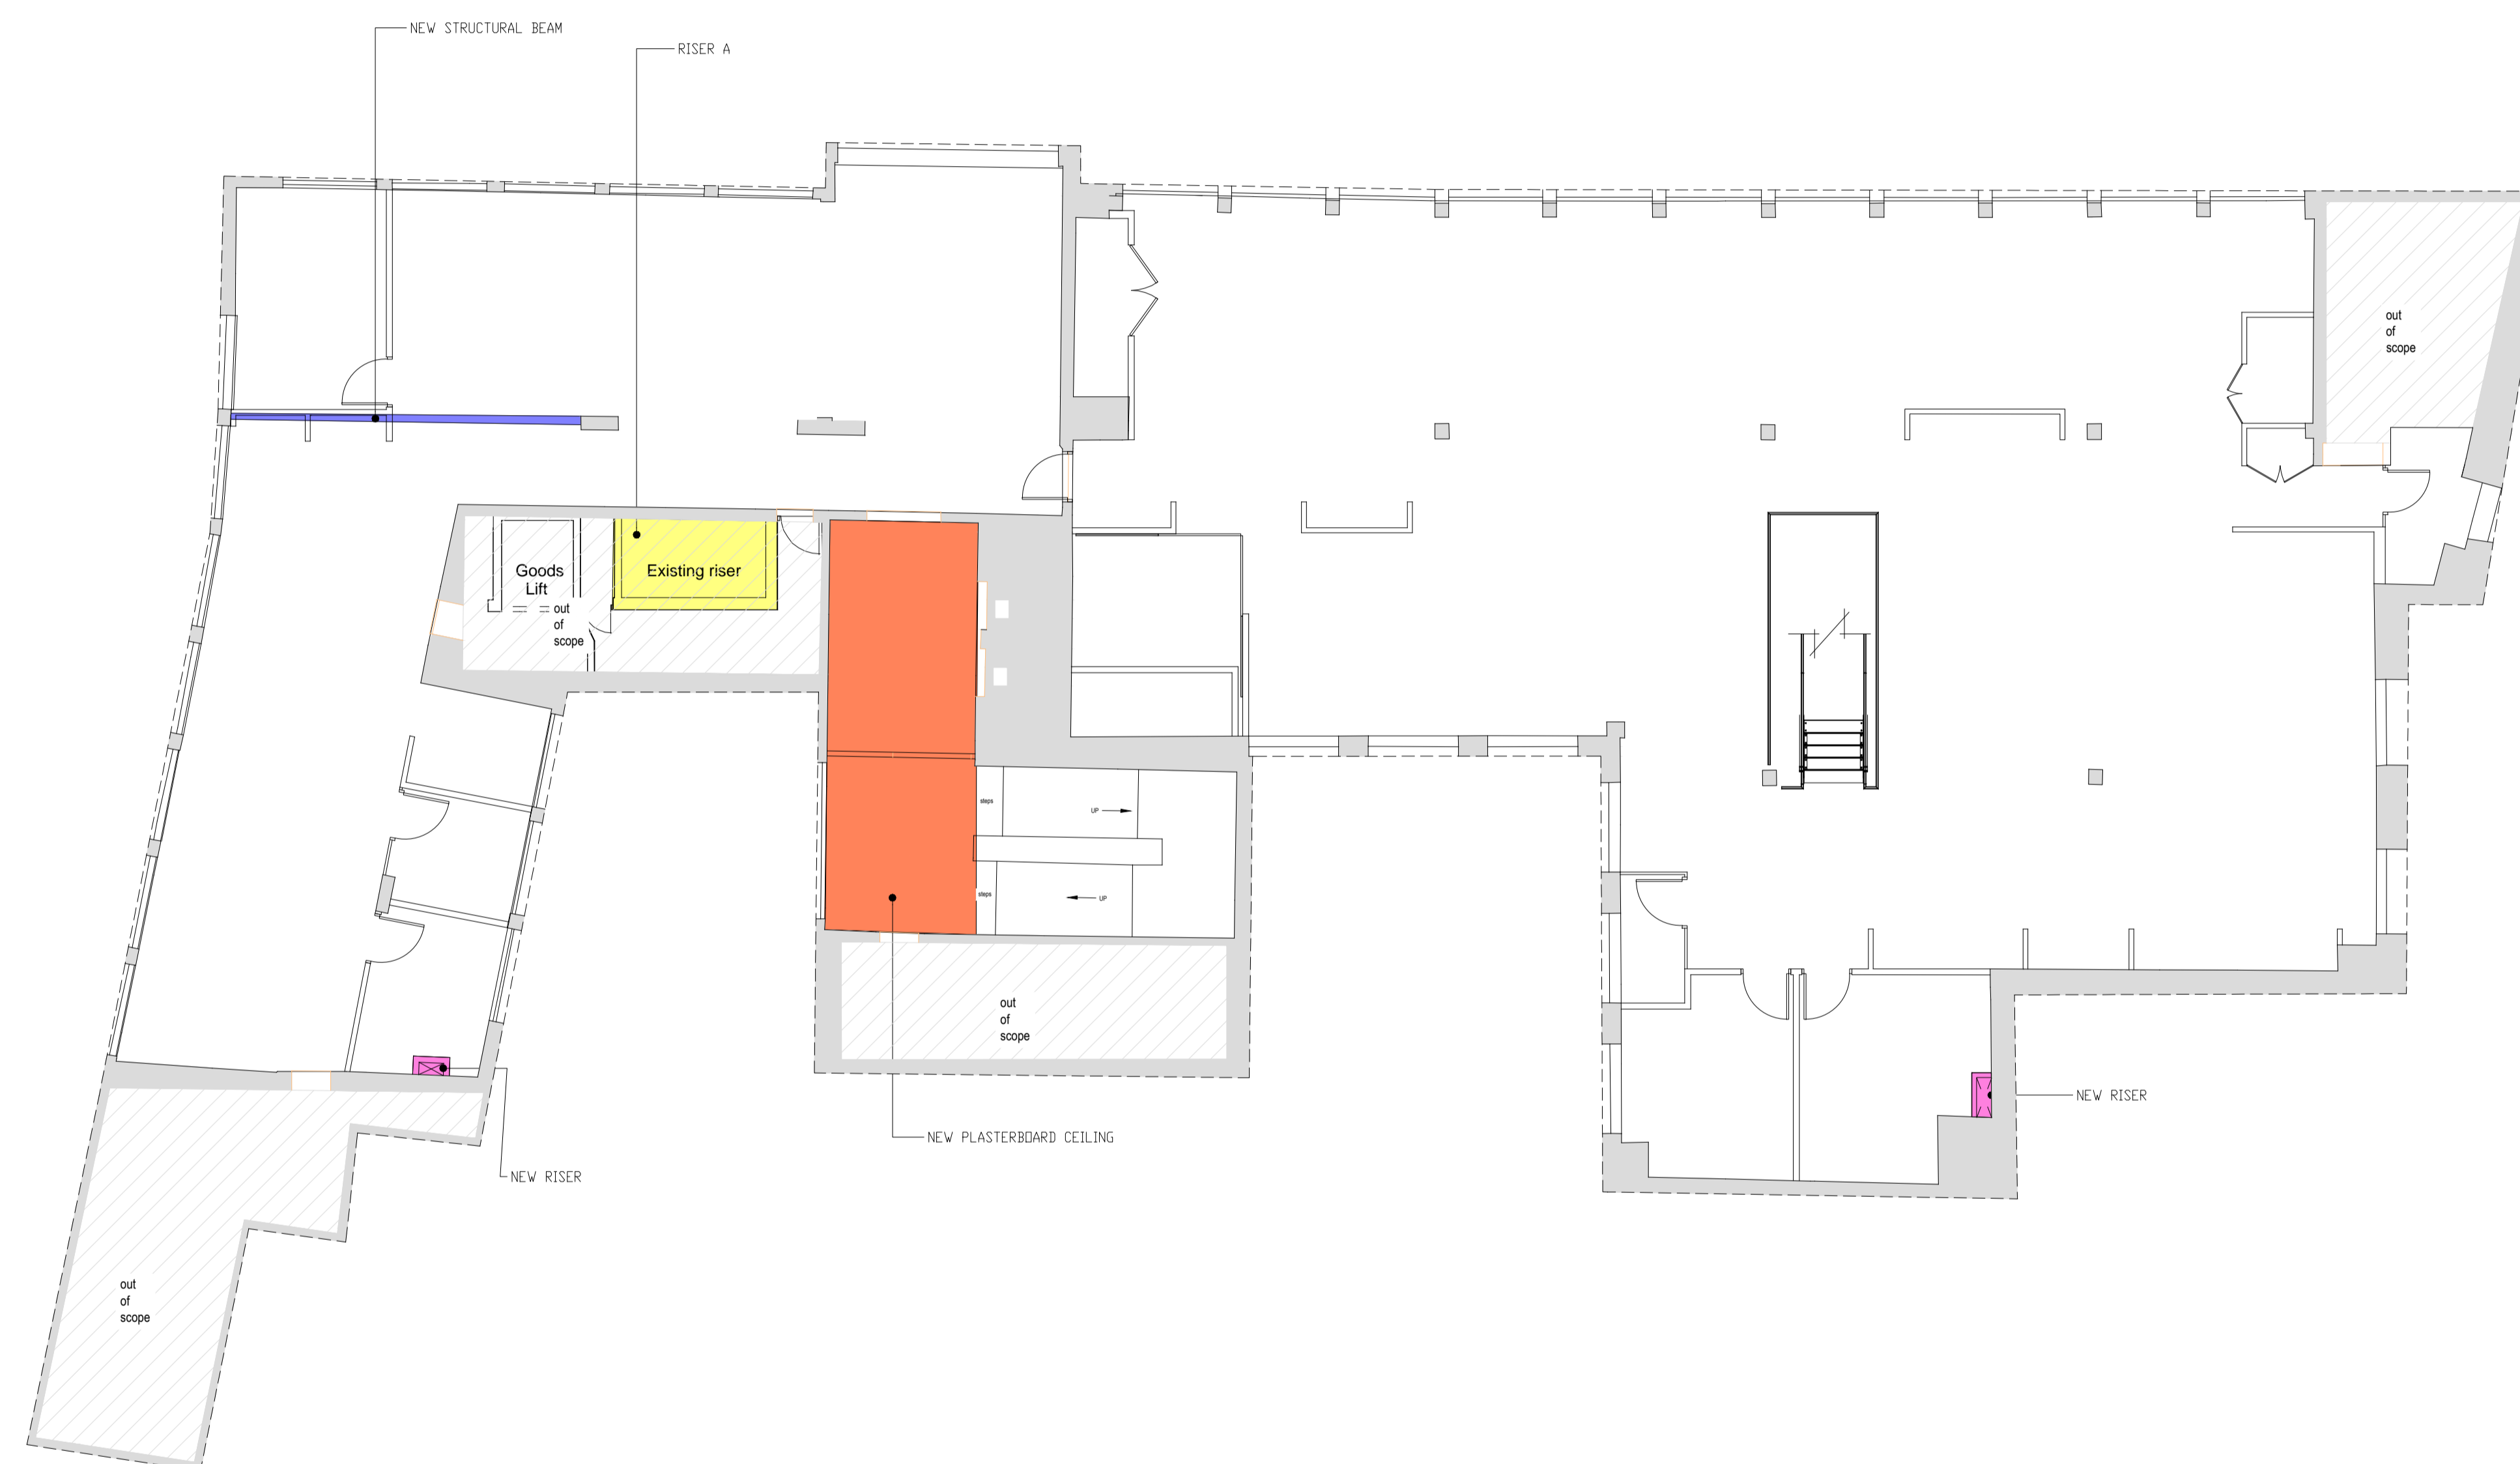 NEW STRUCTURAL BEAM
RISER A
out
of
scope
Goods
Lift
Existing riser
out
of
scope
steps
UP
steps
UP
out
of
scope
NEW RISER
NEW PLASTERBOARD CEILING
NEW RISER
out
of
scope